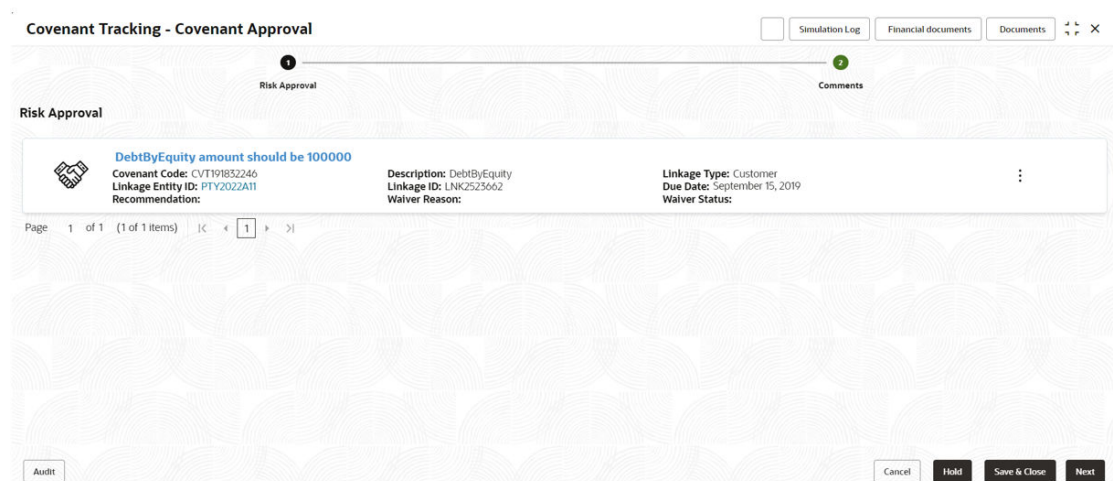 Covenant Tracking - Covenant Approval
Simulation Log Financial documents Documents
1 2
Risk Approval Comments
Risk Approval
DebtByEquity amount should be 100000
Covenant Code: CVT191832246 Description: DebtByEquity Linkage Type: Customer
Linkage Entity ID: PTY2022A11 Linkage ID: LNK2523662 Due Date: September 15, 2019
Recommendation: Waiver Reason: Waiver Status:
Page 1 of 1 (1 of 1 items) 1
Audit Cancel Hold Save & Close Next